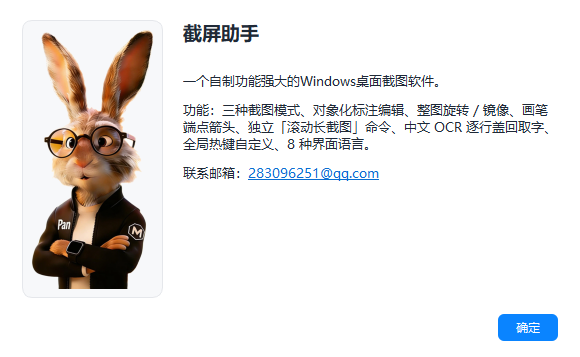 截屏助手
一个自制功能强大的Windows桌面截图软件。
功能：三种截图模式、对象化标注编辑、整图旋转 / 镜像、画笔
端点箭头、独立「滚动长截图」命令、中文 OCR 逐行盖回取字、
全局热键自定义、8 种界面语言。
联系邮箱：283096251@qq.com
Pan
M
确定